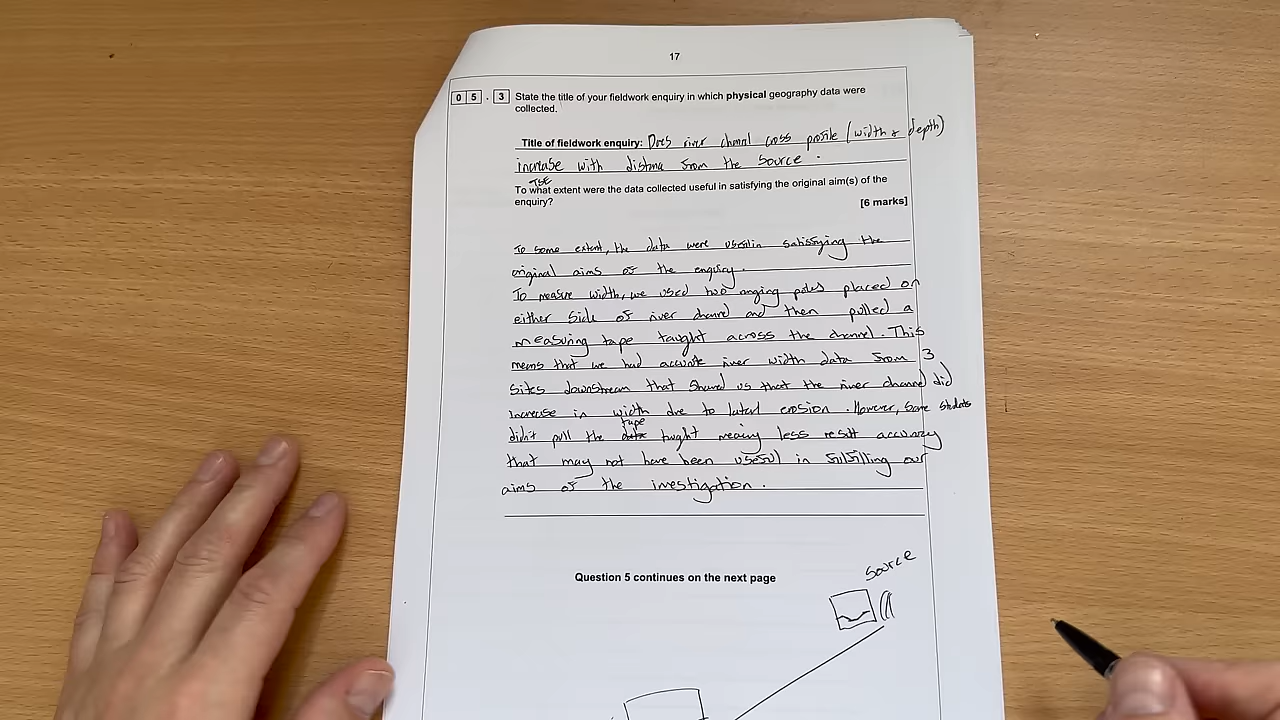 17
0 5 . 3 State the title of your fieldwork enquiry in which physical geography data were
collected.
Title of fieldwork enquiry: Does river channel cross profile (width & depth)
increase with distance from the source.
TSE
To what extent were the data collected useful in satisfying the original aim(s) of the
enquiry?
[6 marks]
To some extent, the data were useful in satisfying the
original aims of the enquiry.
To measure width, we used two ranging poles placed on
either side of river channel and then pulled a
measuring tape taught across the channel. This
means that we had accurate river width data from 3
sites downstream that showed us that the river channel did
increase in width due to lateral erosion. However, some students
didn't pull the tape taught meaning less result accuracy
that may not have been useful in fulfilling our
aims of the investigation.
Question 5 continues on the next page
Source